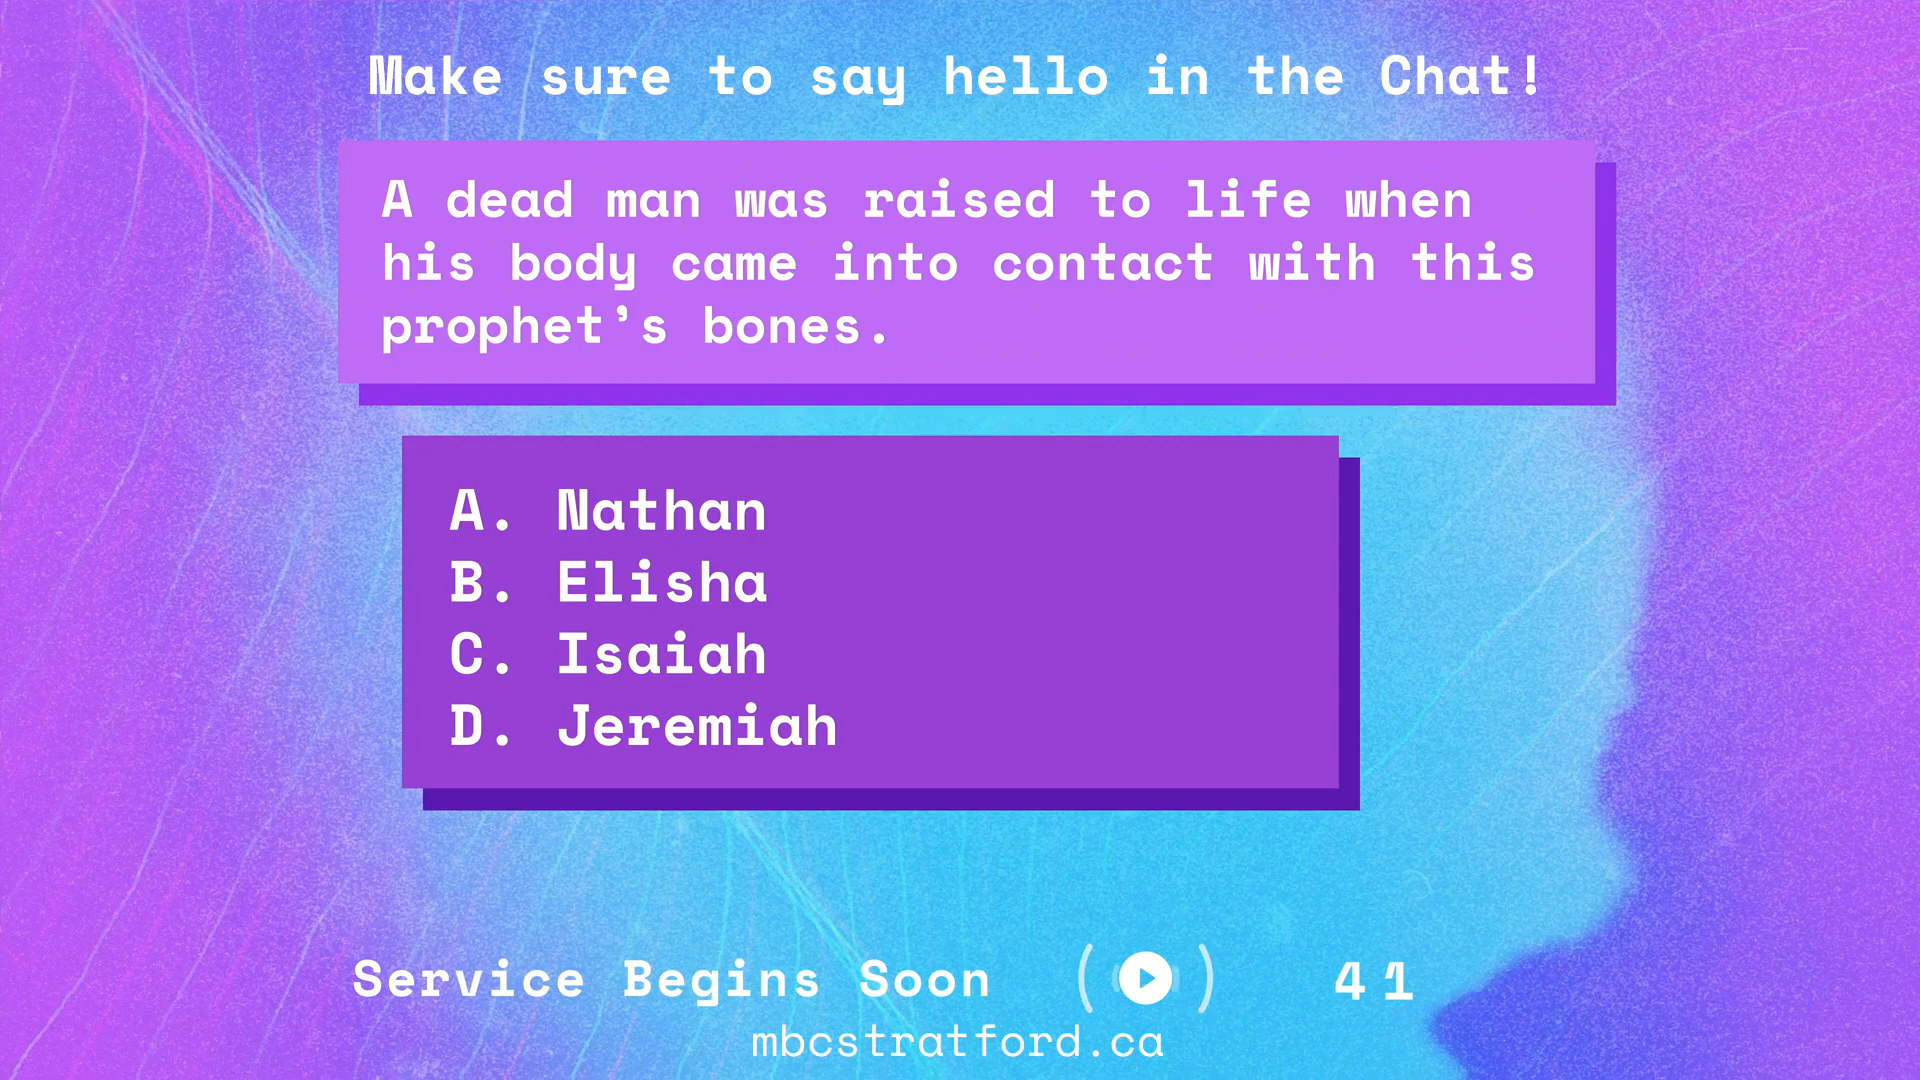 Make sure to say hello in the Chat!
A dead man was raised to life when
his body came into contact with this
prophet’s bones.
A. Nathan
B. Elisha
C. Isaiah
D. Jeremiah
Service Begins Soon 41
mbcstratford.ca